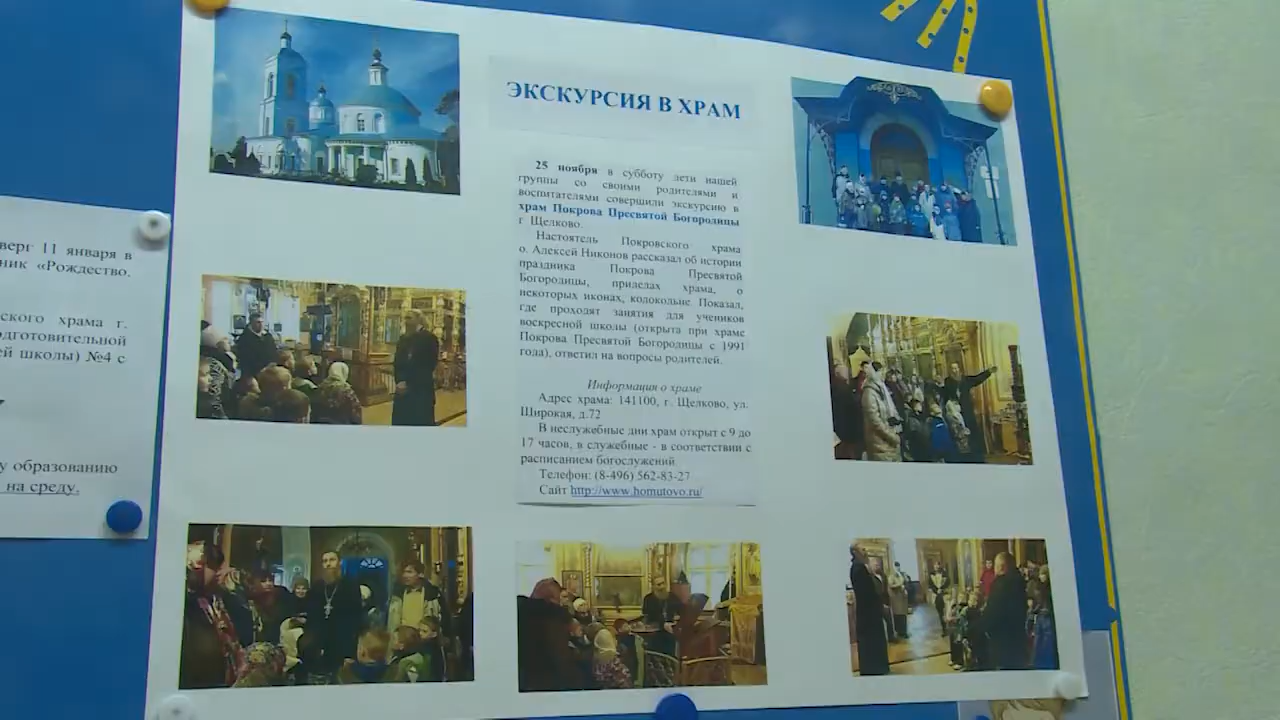 ЭКСКУРСИЯ В ХРАМ
25 ноября в субботу дети нашей
группы со своими родителями и
воспитателями совершили экскурсию в
храм Покрова Пресвятой Богородицы
г Щелково.
Настоятель Покровского храма
о. Алексей Никонов рассказал об истории
праздника Покрова Пресвятой
Богородицы, приделах храма, о
некоторых иконах, колокольне. Показал,
где проходят занятия для учеников
воскресной школы (открыта при храме
Покрова Пресвятой Богородицы с 1991
года), ответил на вопросы родителей.
Информация о храме
Адрес храма: 141100, г. Щелково, ул.
Широкая, д.72
В неслужебные дни храм открыт с 9 до
17 часов, в служебные - в соответствии с
расписанием богослужений.
Телефон: (8-496) 562-83-27
Сайт http://www.homutovo.ru/
верг 11 января в
ник «Рождество.
ского храма г.
одготовительной
ей школы) №4 с
у образованию
на среду.